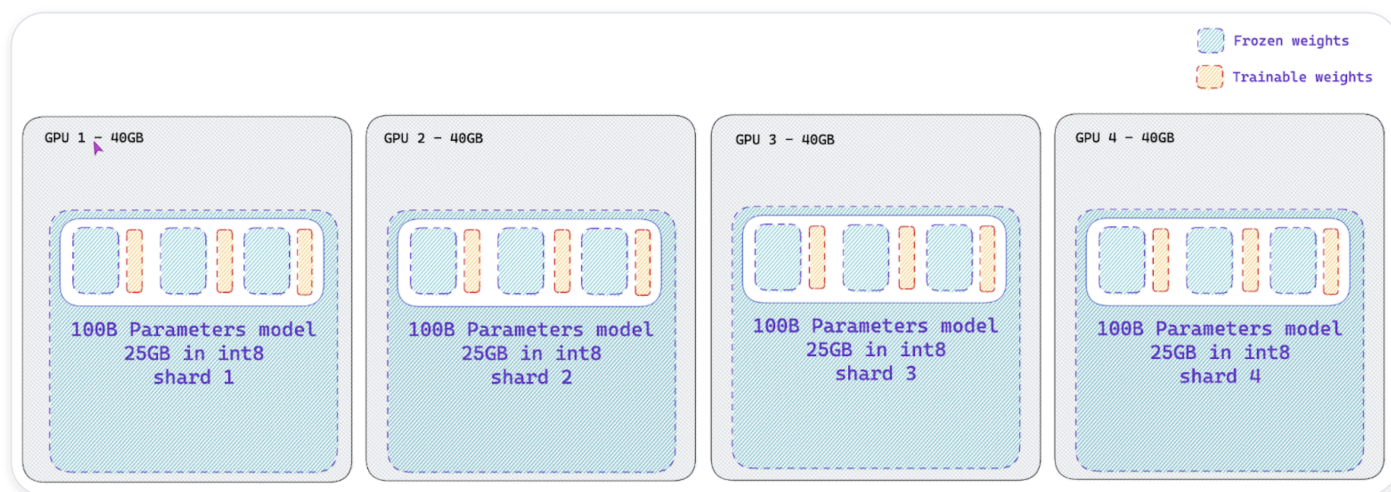 Frozen weights
Trainable weights
GPU 1 - 40GB
GPU 2 - 40GB
GPU 3 - 40GB
GPU 4 - 40GB
100B Parameters model
25GB in int8
shard 1
100B Parameters model
25GB in int8
shard 2
100B Parameters model
25GB in int8
shard 3
100B Parameters model
25GB in int8
shard 4